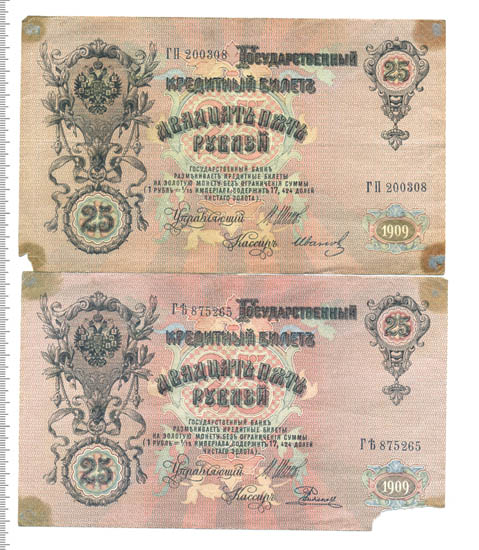 ГП 200308 Государственный
25
Кредитный Билетъ
Двадцать пять
рублей
ГОСУДАРСТВЕННЫЙ БАНКЪ
РАЗМѢНИВАЕТЪ КРЕДИТНЫЕ БИЛЕТЫ
НА ЗОЛОТУЮ МОНЕТУ БЕЗЪ ОГРАНИЧЕНІЯ СУММЫ
(1 РУБЛЬ = 1/15 ИМПЕРІАЛА, СОДЕРЖИТЪ 17,424 ДОЛЕЙ
ЧИСТАГО ЗОЛОТА).
ГП 200308
25
Управляющій
Кассиръ Иванов
1909
ГѢ 875265 Государственный
25
Кредитный Билетъ
Двадцать пять
рублей
ГОСУДАРСТВЕННЫЙ БАНКЪ
РАЗМѢНИВАЕТЪ КРЕДИТНЫЕ БИЛЕТЫ
НА ЗОЛОТУЮ МОНЕТУ БЕЗЪ ОГРАНИЧЕНІЯ СУММЫ
(1 РУБЛЬ = 1/15 ИМПЕРІАЛА, СОДЕРЖИТЪ 17,424 ДОЛЕЙ
ЧИСТАГО ЗОЛОТА).
ГѢ 875265
25
Управляющій
Кассиръ
1909